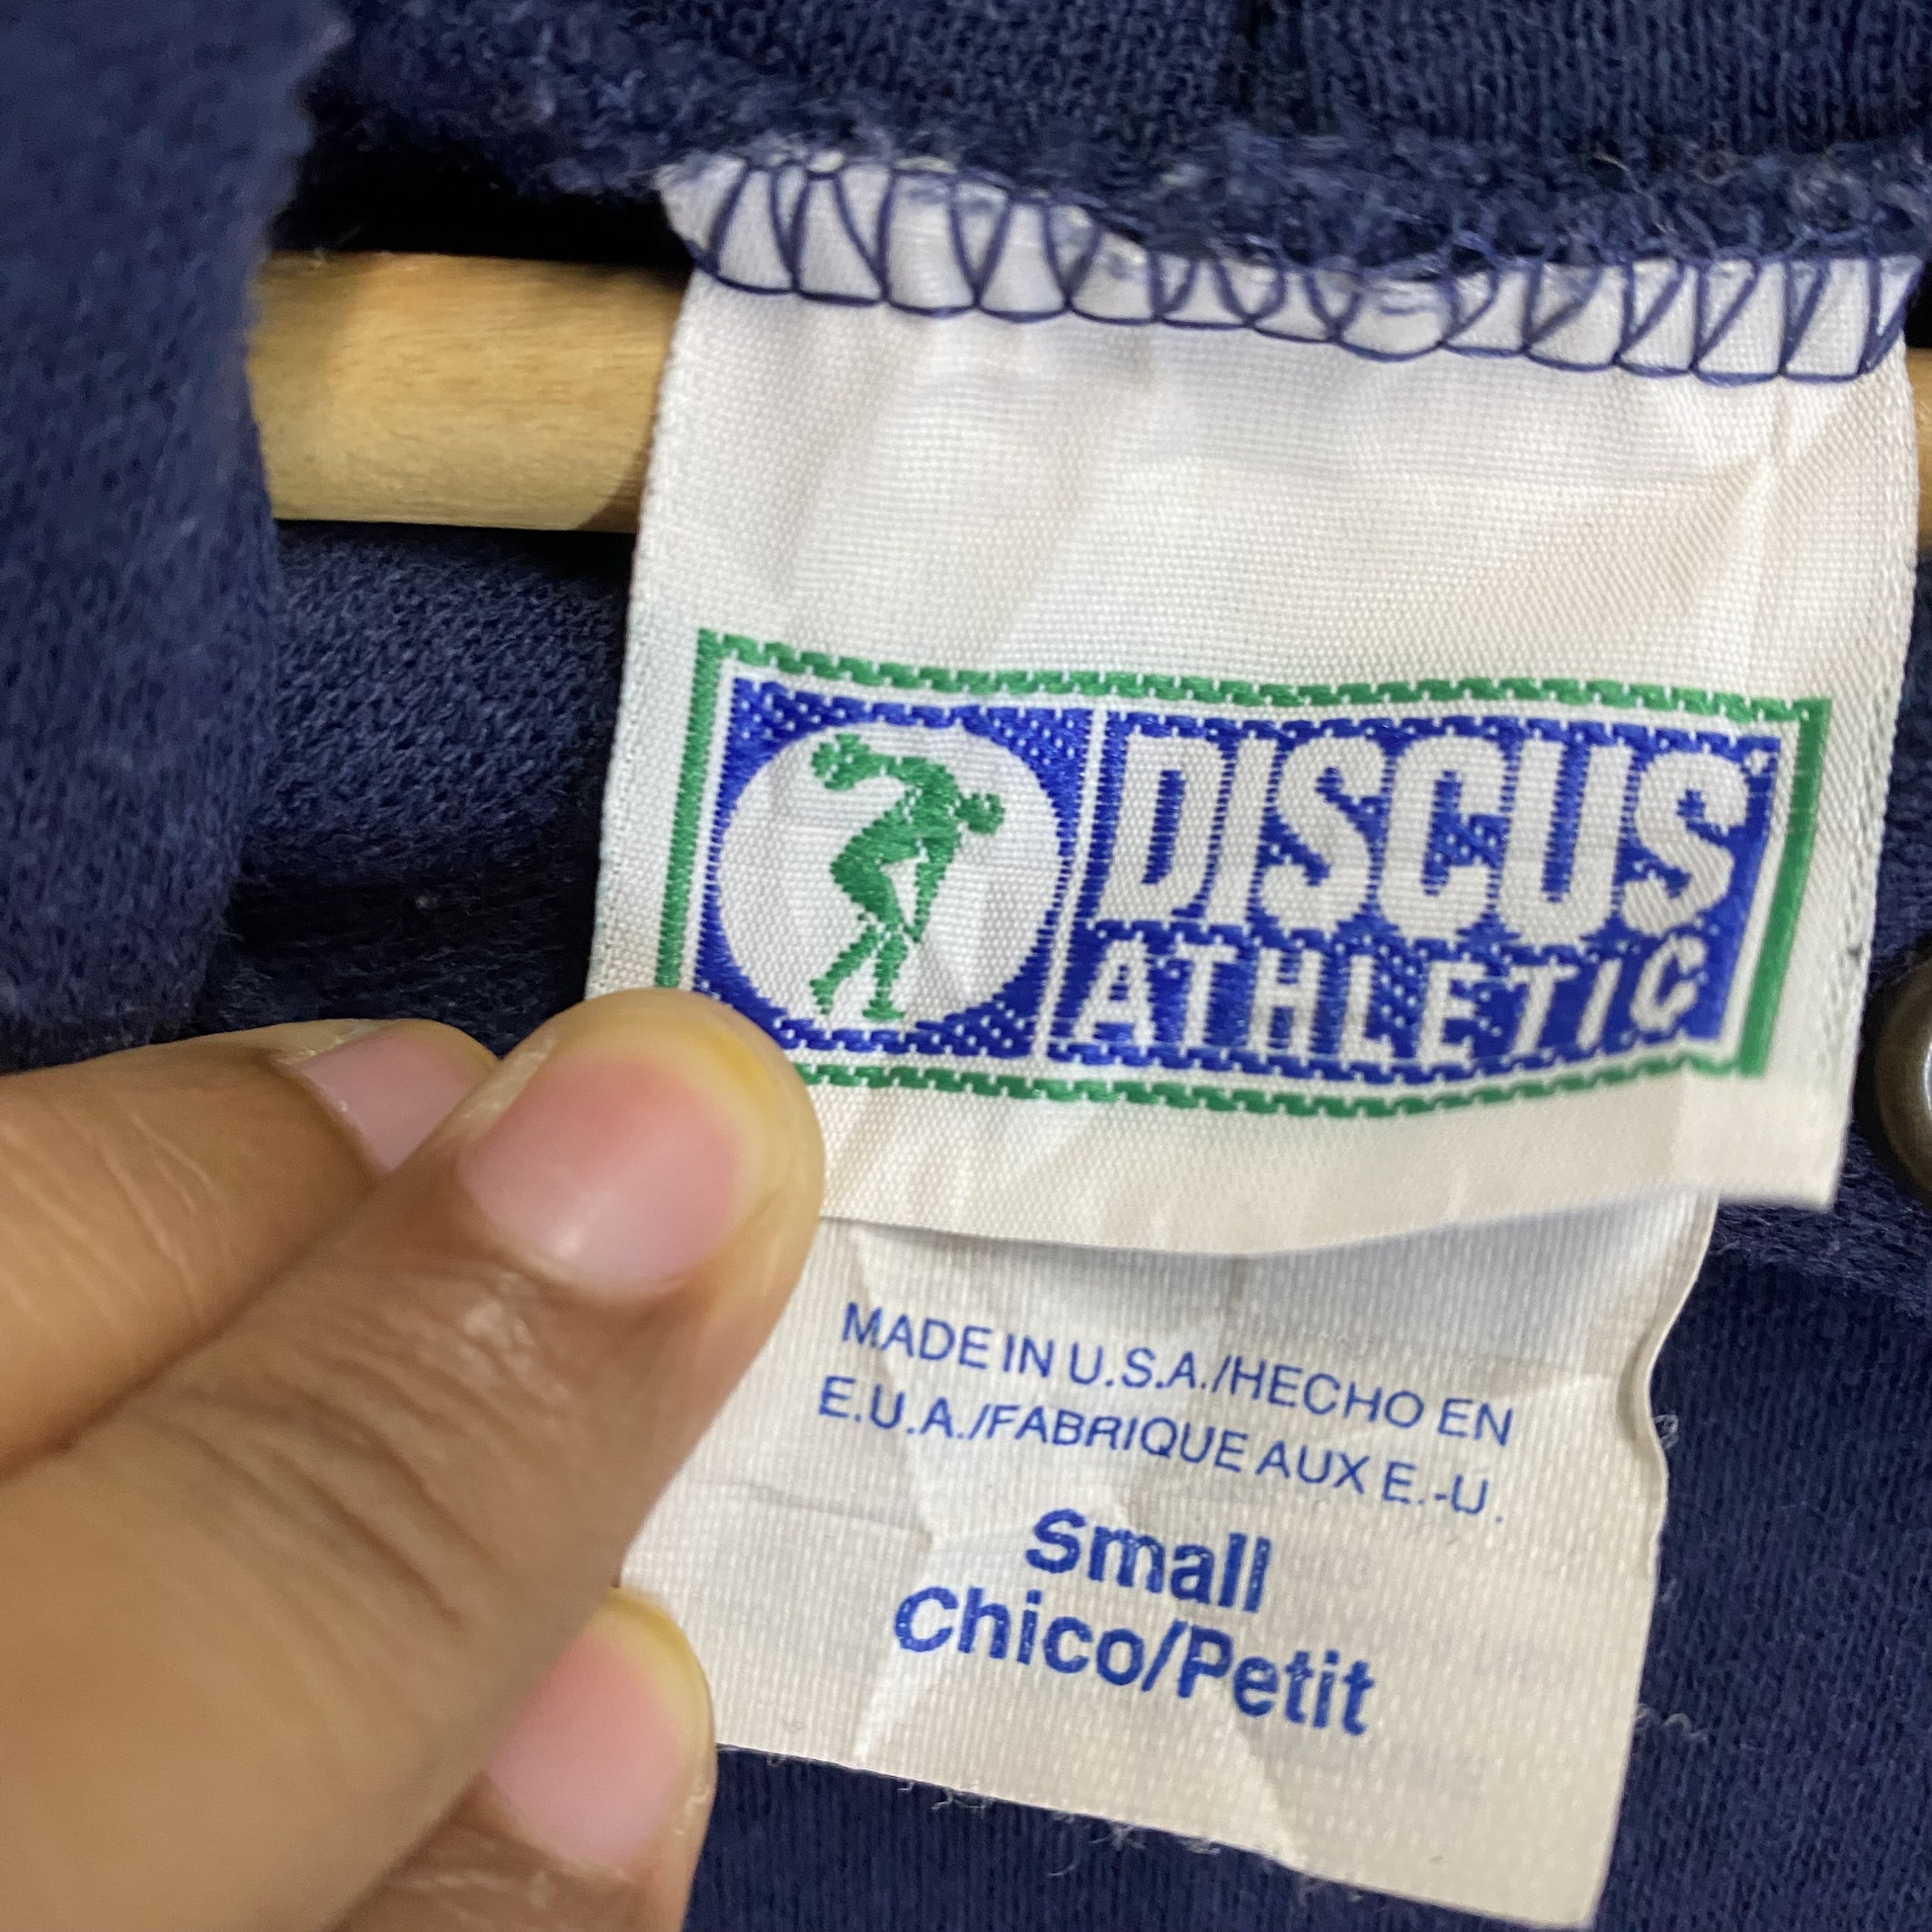 DISCUS
ATHLETIC
MADE IN U.S.A./HECHO EN
E.U.A./FABRIQUE AUX E.-U.
Small
Chico/Petit